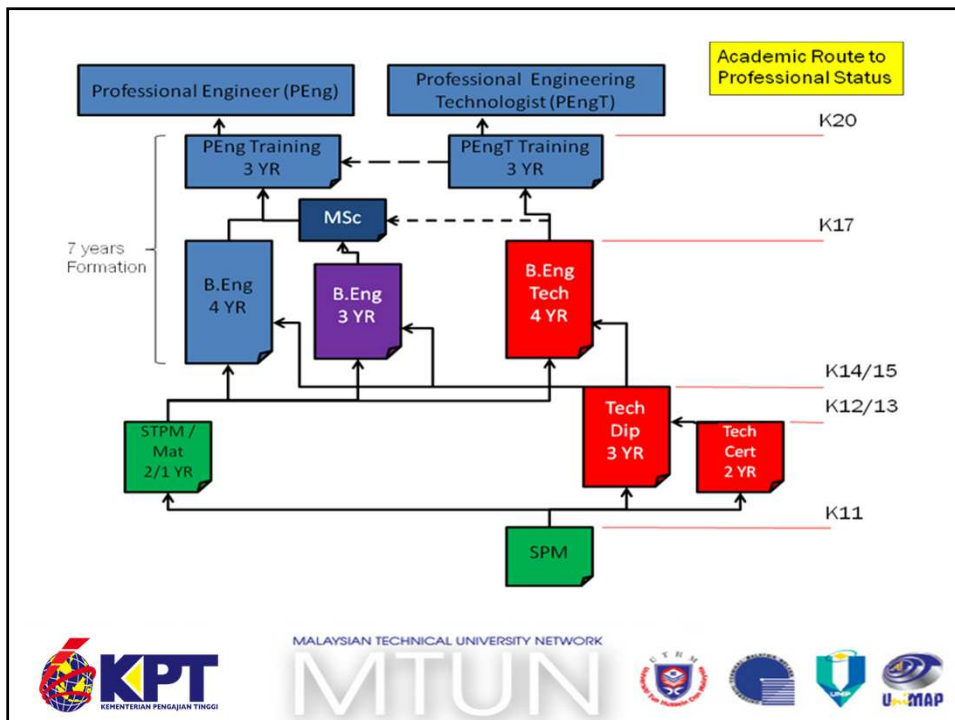 Academic Route to
Professional Status
Professional Engineer (PEng)
Professional Engineering
Technologist (PEngT)
K20
PEng Training
3 YR
PEngT Training
3 YR
MSc
K17
7 years
Formation
B.Eng
4 YR
B.Eng
3 YR
B.Eng
Tech
4 YR
K14/15
K12/13
STPM /
Mat
2/1 YR
Tech
Dip
3 YR
Tech
Cert
2 YR
K11
SPM
KPT
KEMENTERIAN PENGAJIAN TINGGI
MALAYSIAN TECHNICAL UNIVERSITY NETWORK
MTUN
UMP
UniMAP